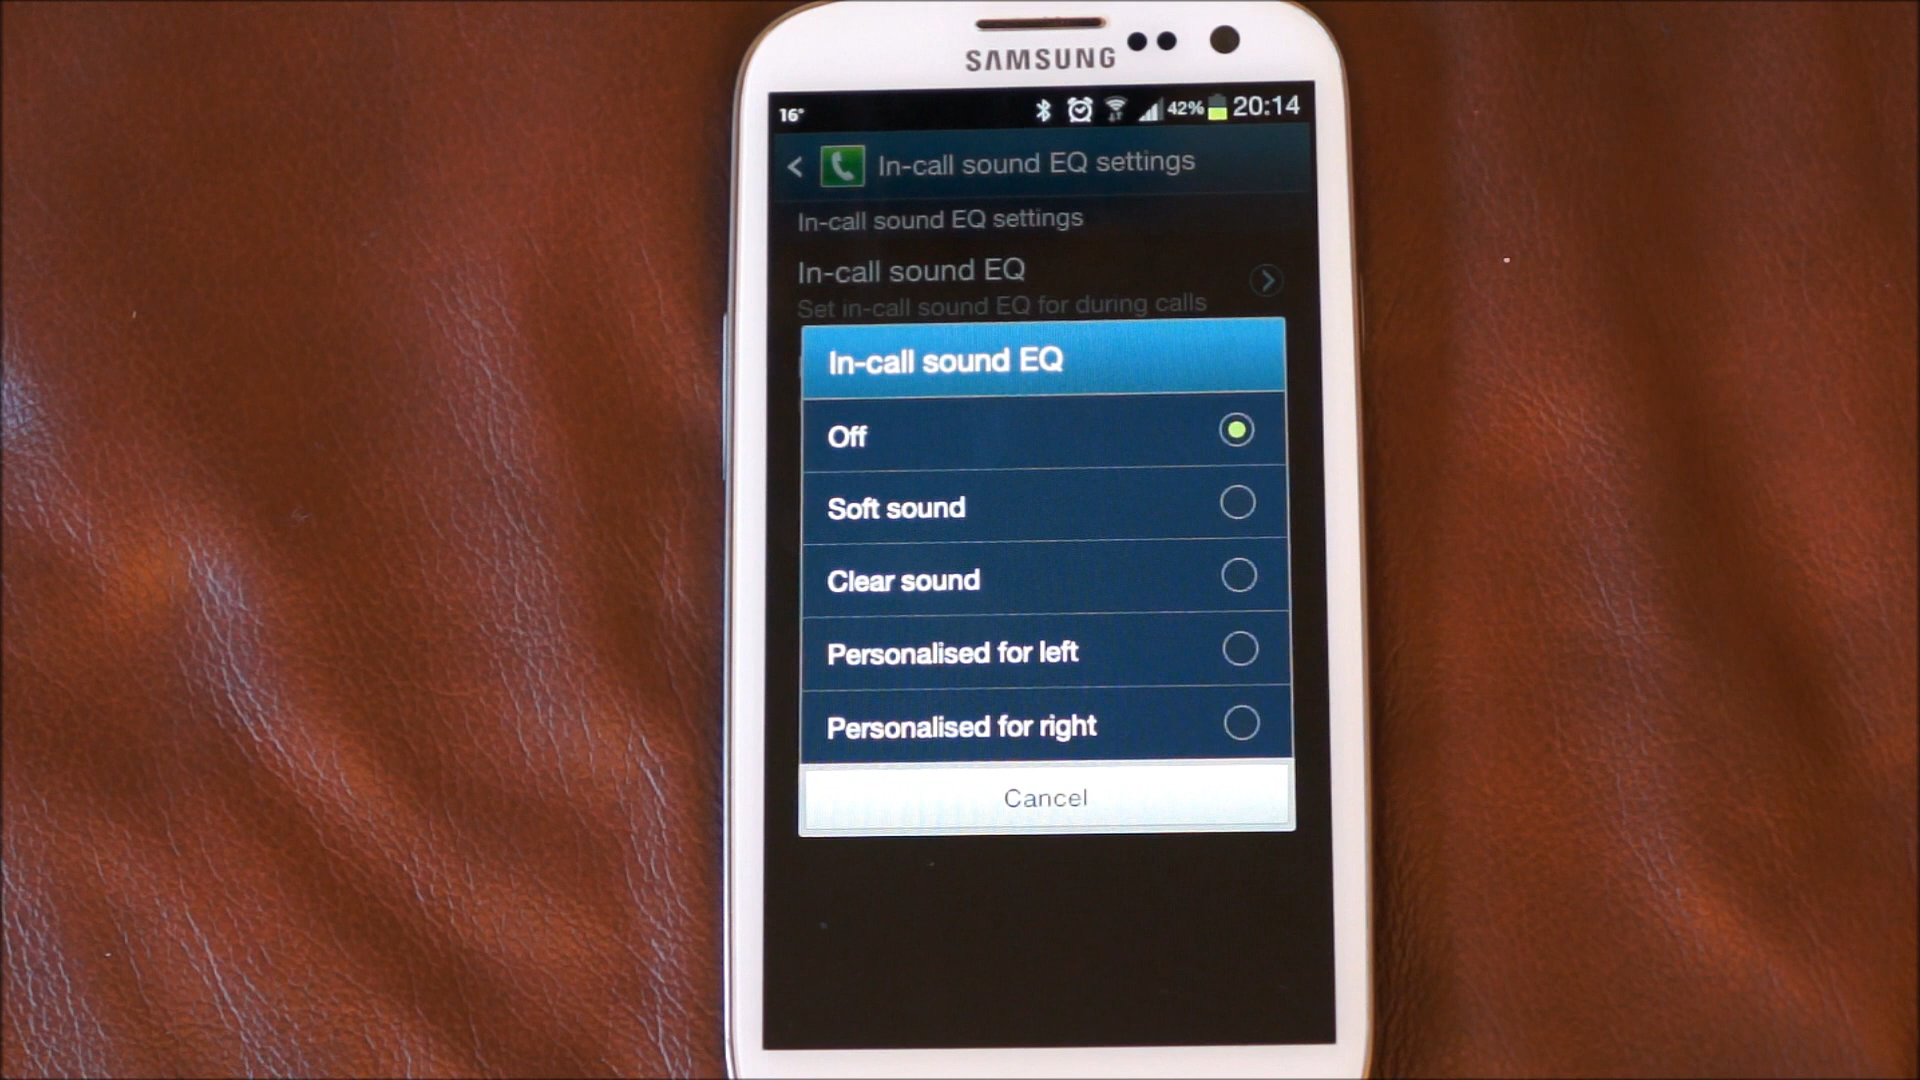 SAMSUNG
16° 42% 20:14
In-call sound EQ settings
In-call sound EQ settings
In-call sound EQ
Set in-call sound EQ for during calls
In-call sound EQ
Off
Soft sound
Clear sound
Personalised for left
Personalised for right
Cancel